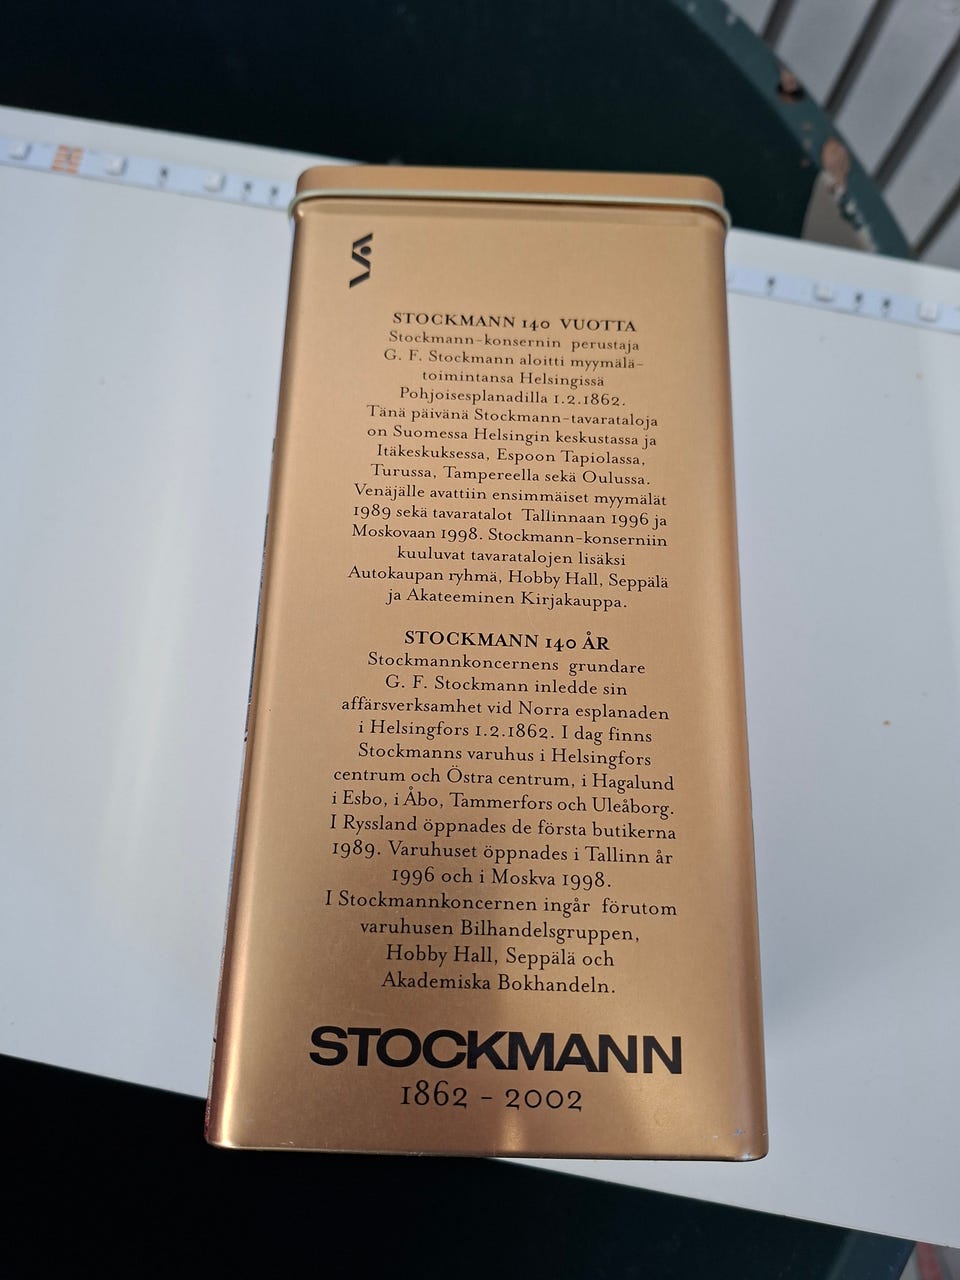 STOCKMANN 140 VUOTTA
Stockmann-konsernin perustaja
G. F. Stockmann aloitti myymälä-
toimintansa Helsingissä
Pohjoisesplanadilla 1.2.1862.
Tänä päivänä Stockmann-tavarataloja
on Suomessa Helsingin keskustassa ja
Itäkeskuksessa, Espoon Tapiolassa,
Turussa, Tampereella sekä Oulussa.
Venäjälle avattiin ensimmäiset myymälät
1989 sekä tavaratalot Tallinnaan 1996 ja
Moskovaan 1998. Stockmann-konserniin
kuuluvat tavaratalojen lisäksi
Autokaupan ryhmä, Hobby Hall, Seppälä
ja Akateeminen Kirjakauppa.
STOCKMANN 140 ÅR
Stockmannkoncernens grundare
G. F. Stockmann inledde sin
affärsverksamhet vid Norra esplanaden
i Helsingfors 1.2.1862. I dag finns
Stockmanns varuhus i Helsingfors
centrum och Östra centrum, i Hagalund
i Esbo, i Åbo, Tammerfors och Uleåborg.
I Ryssland öppnades de första butikerna
1989. Varuhuset öppnades i Tallinn år
1996 och i Moskva 1998.
I Stockmannkoncernen ingår förutom
varuhusen Bilhandelsgruppen,
Hobby Hall, Seppälä och
Akademiska Bokhandeln.
STOCKMANN
1862 - 2002